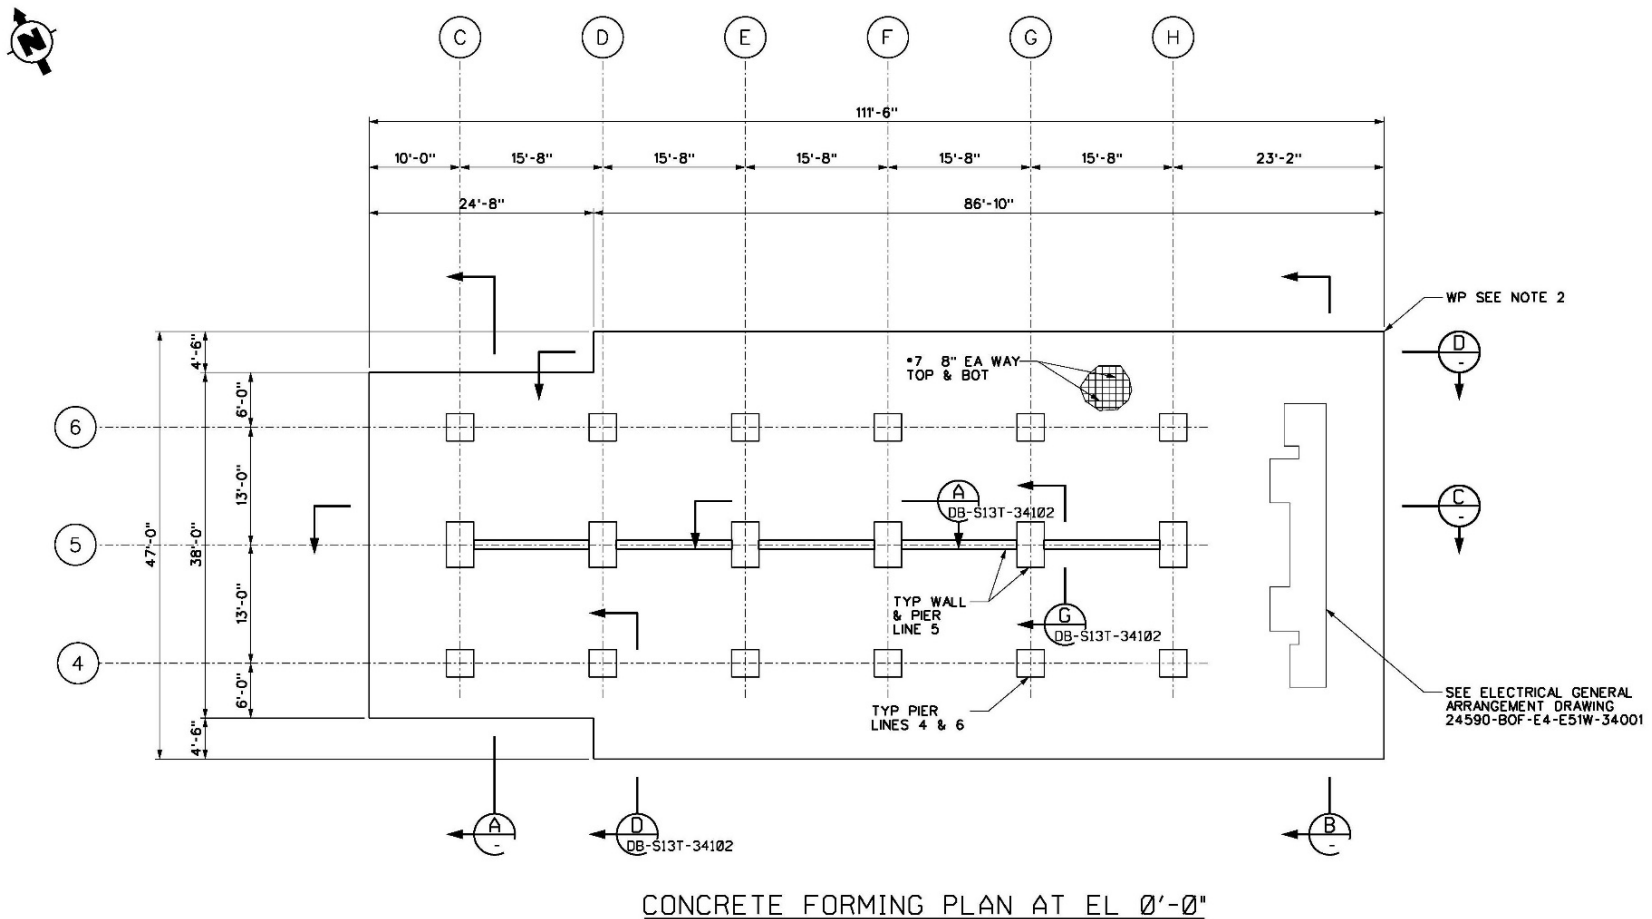 N
C D E F G H
111'-6"
10'-0" 15'-8" 15'-8" 15'-8" 15'-8" 15'-8" 23'-2"
24'-8" 86'-10"
WP SEE NOTE 2
4'-6"
D
-
•7 8" EA WAY
TOP & BOT
6'-0"
6
13'-0"
A
DB-S13T-34102
C
-
47'-0"
38'-0"
5
13'-0"
TYP WALL
& PIER
LINE 5
G
DB-S13T-34102
4
6'-0"
TYP PIER
LINES 4 & 6
SEE ELECTRICAL GENERAL
ARRANGEMENT DRAWING
24590-BOF-E4-E51W-34001
4'-6"
A
-
D
DB-S13T-34102
B
-
CONCRETE FORMING PLAN AT EL 0'-0"